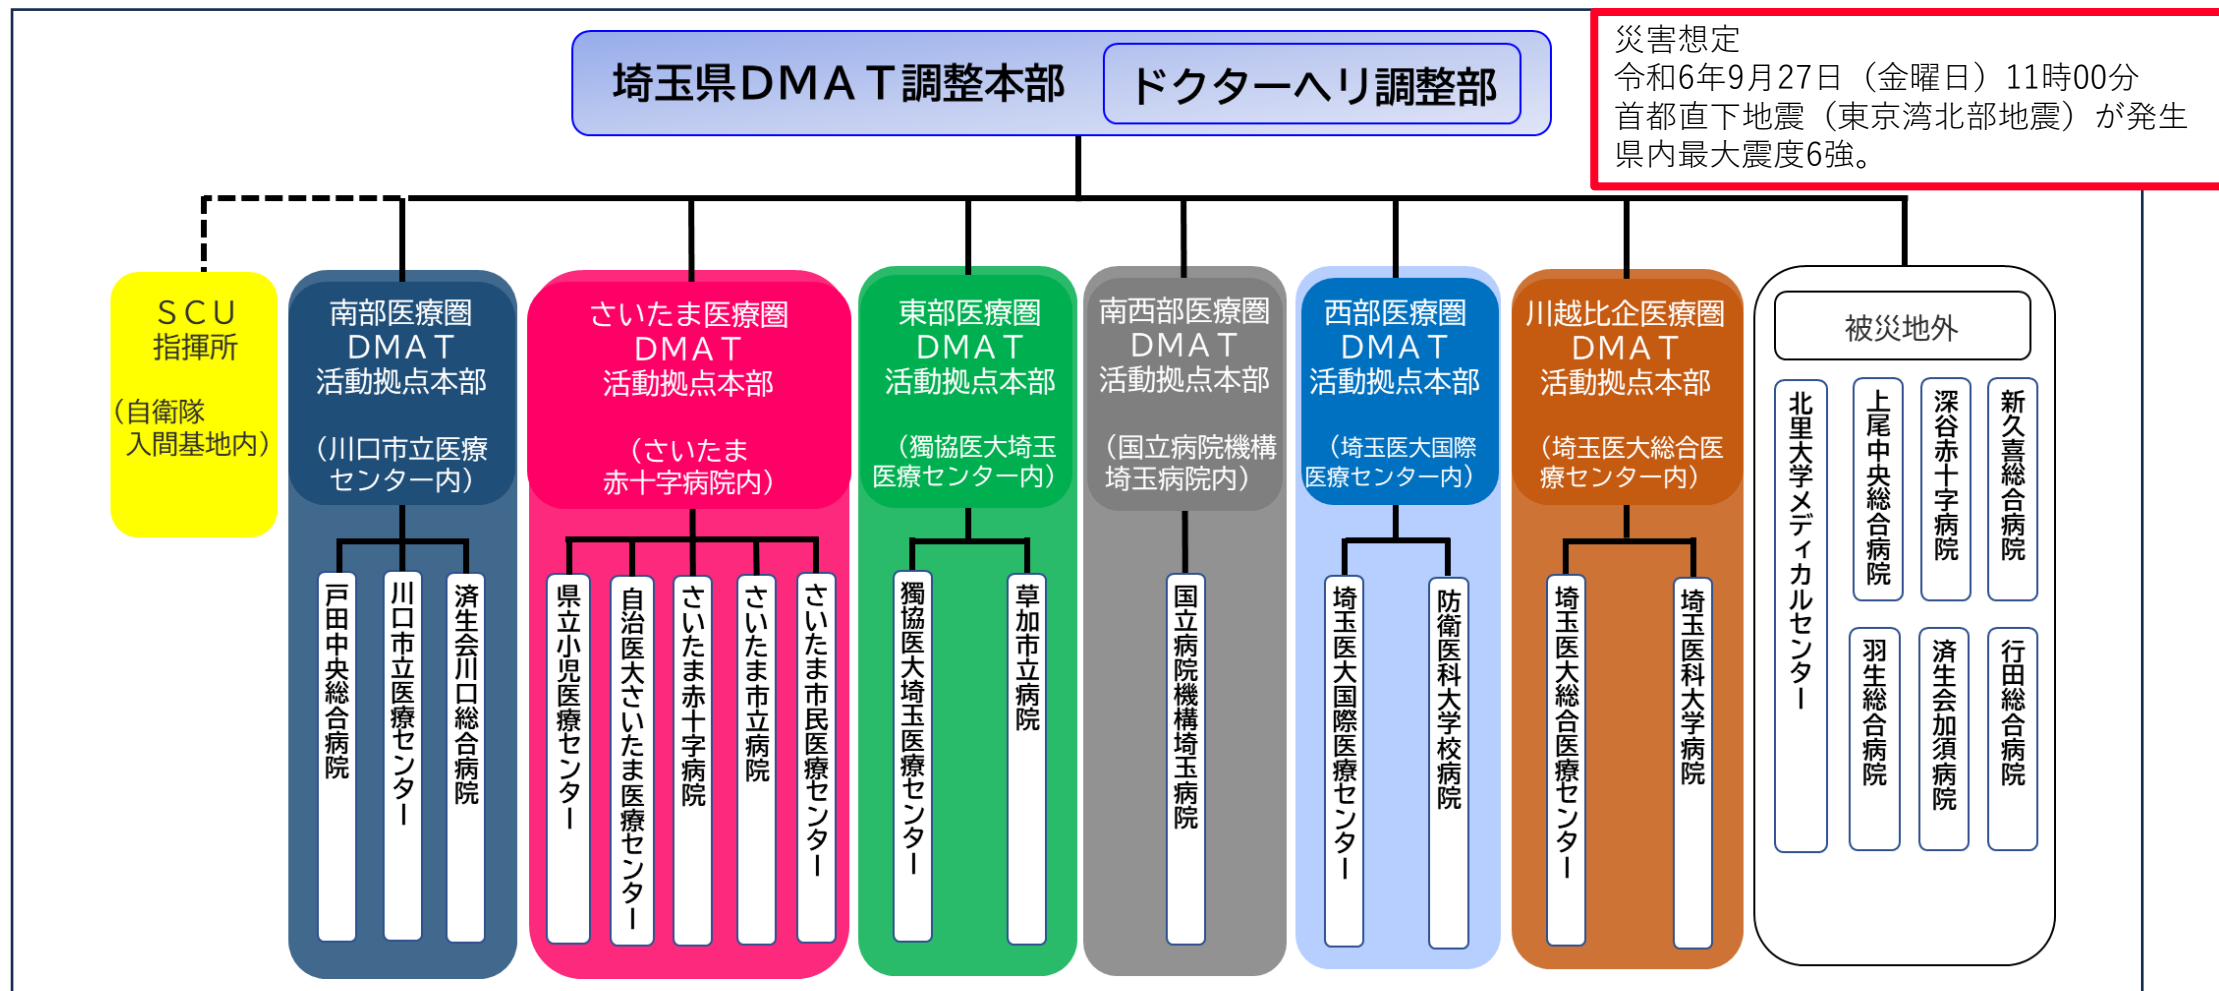 埼玉県ＤＭＡＴ調整本部
ドクターヘリ調整部
災害想定
令和6年9月27日（金曜日）11時00分
首都直下地震（東京湾北部地震）が発生
県内最大震度6強。
ＳＣＵ
指揮所
（自衛隊
入間基地内）
南部医療圏
ＤＭＡＴ
活動拠点本部
（川口市立医療
センター内）
戸田中央総合病院
川口市立医療センター
済生会川口総合病院
さいたま医療圏
ＤＭＡＴ
活動拠点本部
（さいたま
赤十字病院内）
県立小児医療センター
自治医大さいたま医療センター
さいたま赤十字病院
さいたま市立病院
さいたま市民医療センター
東部医療圏
ＤＭＡＴ
活動拠点本部
（獨協医大埼玉
医療センター内）
獨協医大埼玉医療センター
草加市立病院
南西部医療圏
ＤＭＡＴ
活動拠点本部
（国立病院機構
埼玉病院内）
国立病院機構埼玉病院
西部医療圏
ＤＭＡＴ
活動拠点本部
（埼玉医大国際
医療センター内）
埼玉医大国際医療センター
防衛医科大学校病院
川越比企医療圏
ＤＭＡＴ
活動拠点本部
（埼玉医大総合医
療センター内）
埼玉医大総合医療センター
埼玉医科大学病院
被災地外
北里大学メディカルセンター
上尾中央総合病院
深谷赤十字病院
新久喜総合病院
羽生総合病院
済生会加須病院
行田総合病院